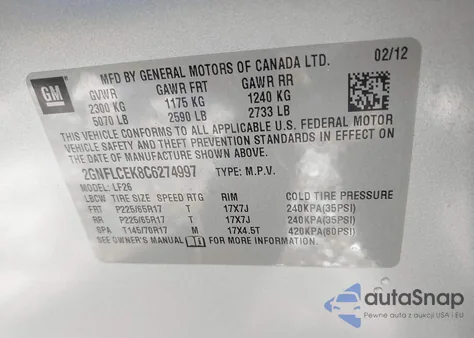 GM
MFD BY GENERAL MOTORS OF CANADA LTD. 02/12
GVWR GAWR FRT GAWR RR
2300 KG 1175 KG 1240 KG
5070 LB 2590 LB 2733 LB
THIS VEHICLE CONFORMS TO ALL APPLICABLE U.S. FEDERAL MOTOR
VEHICLE SAFETY AND THEFT PREVENTION STANDARDS IN EFFECT ON
THE DATE OF MANUFACTURE SHOWN ABOVE.
2GNFLCEK8C6274997 TYPE: M.P.V.
MODEL: LF26
LBCW TIRE SIZE SPEED RTG RIM COLD TIRE PRESSURE
FRT P225/65R17 T 17X7J 240KPA(35PSI)
RR P225/65R17 T 17X7J 240KPA(35PSI)
SPA T145/70R17 M 17X4.5T 420KPA(60PSI)
SEE OWNER'S MANUAL FOR MORE INFORMATION.
autoSnap
Pewne auta z aukcji USA i EU